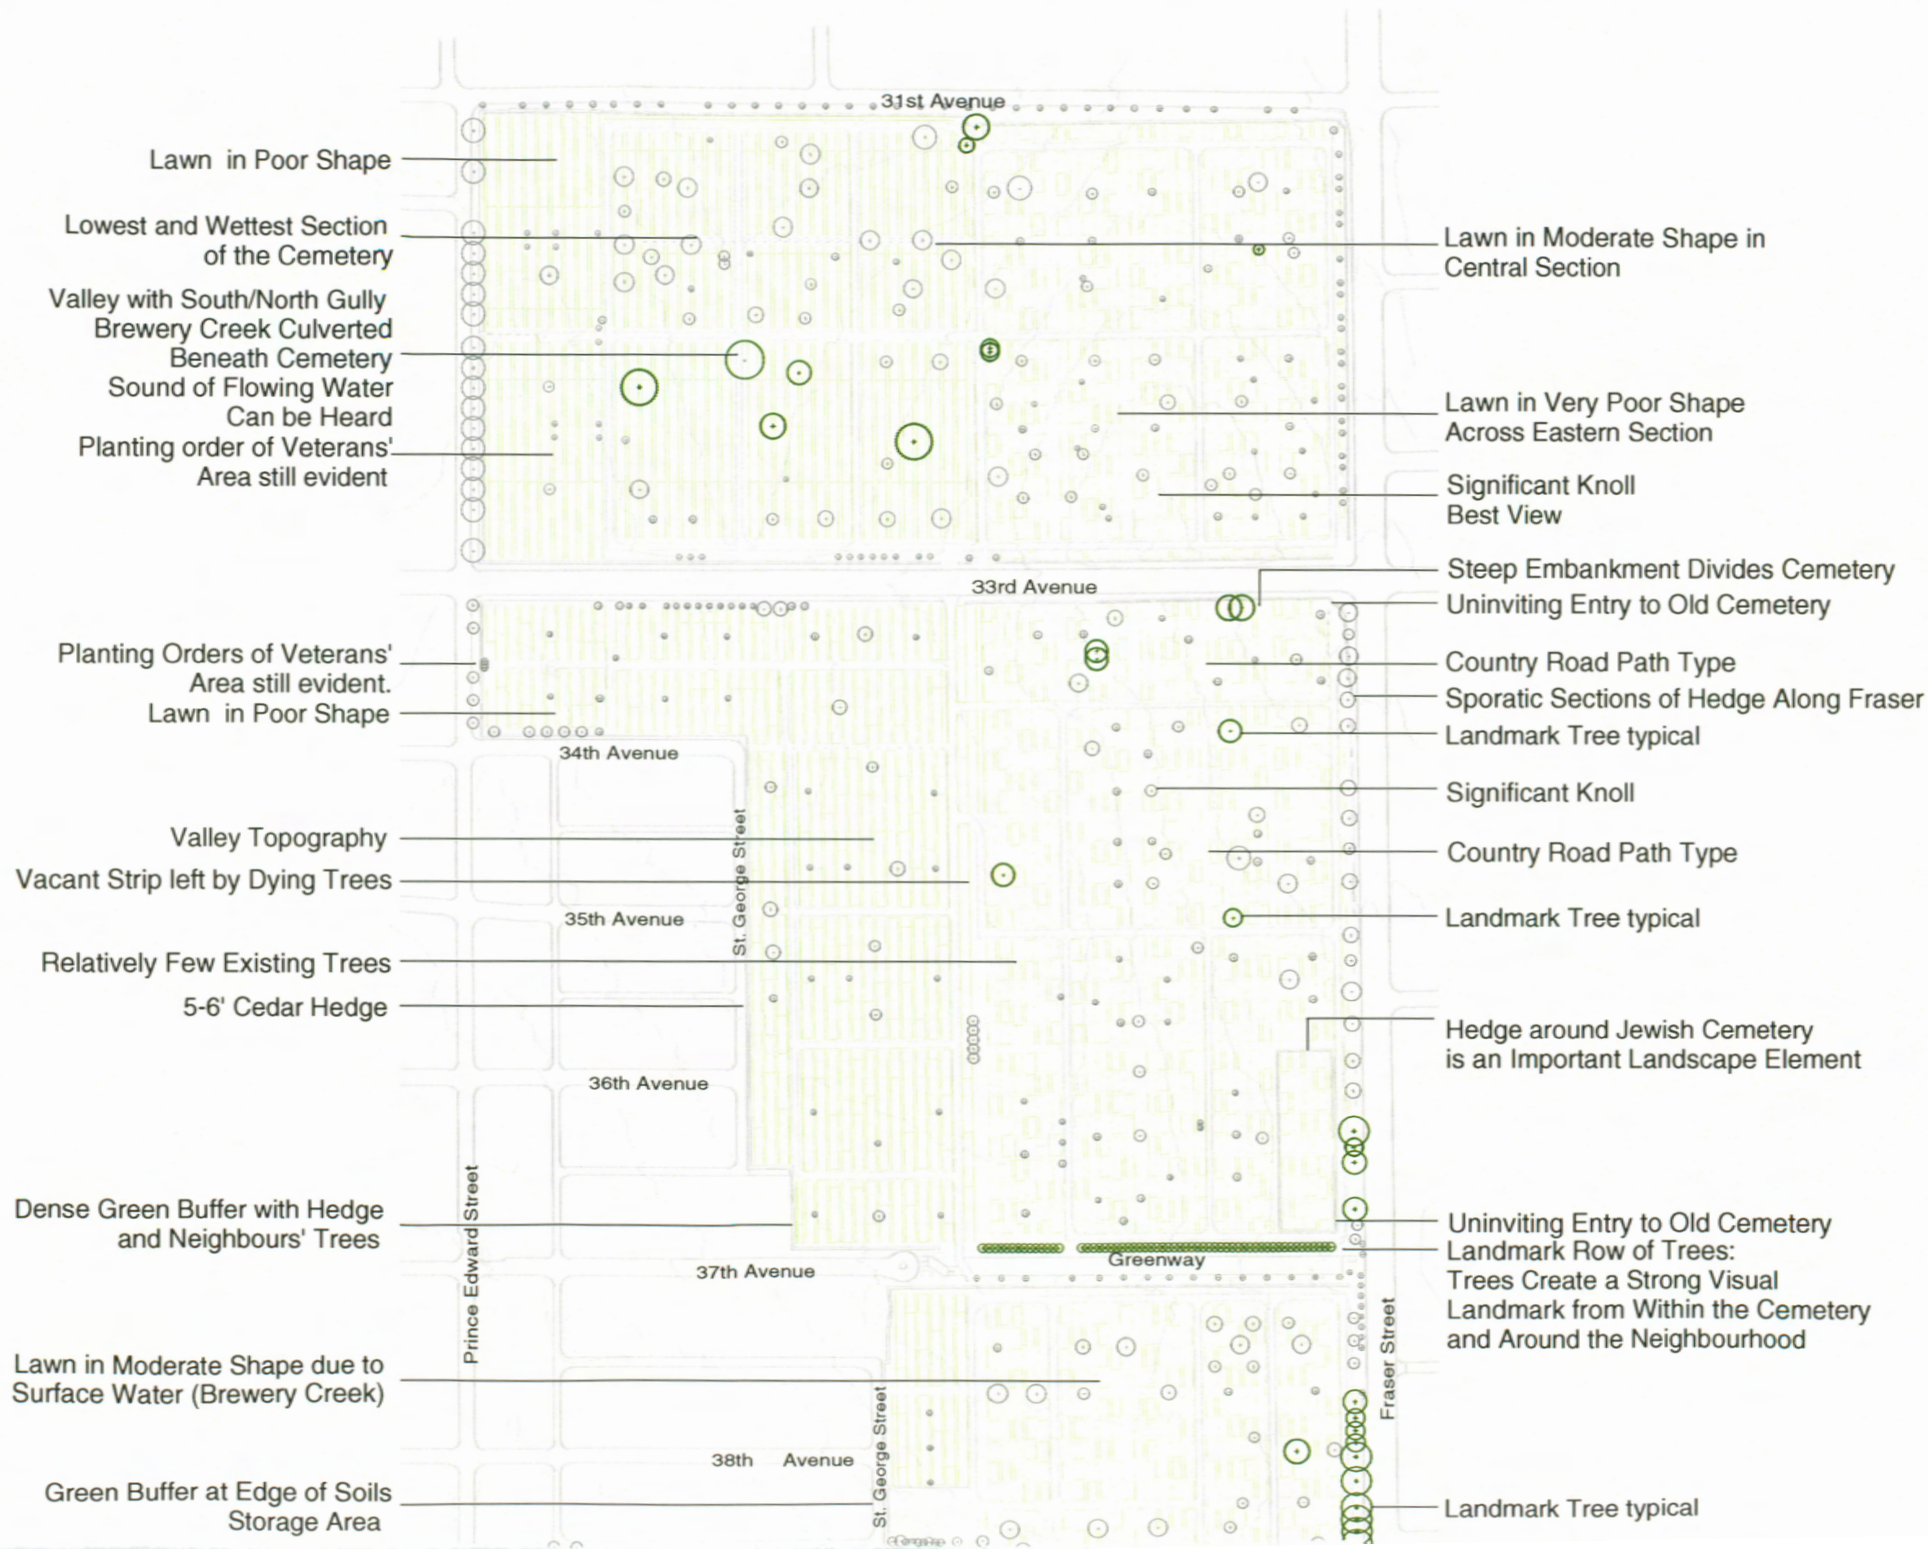 31st Avenue
Lawn in Poor Shape
Lowest and Wettest Section
of the Cemetery
Valley with South/North Gully
Brewery Creek Culverted
Beneath Cemetery
Sound of Flowing Water
Can be Heard
Planting order of Veterans'
Area still evident
Lawn in Moderate Shape in
Central Section
Lawn in Very Poor Shape
Across Eastern Section
Significant Knoll
Best View
33rd Avenue
Steep Embankment Divides Cemetery
Uninviting Entry to Old Cemetery
Planting Orders of Veterans'
Area still evident.
Lawn in Poor Shape
Country Road Path Type
Sporatic Sections of Hedge Along Fraser
Landmark Tree typical
34th Avenue
Significant Knoll
St. George Street
Valley Topography
Vacant Strip left by Dying Trees
Country Road Path Type
35th Avenue
Landmark Tree typical
Relatively Few Existing Trees
5-6' Cedar Hedge
Hedge around Jewish Cemetery
is an Important Landscape Element
36th Avenue
Prince Edward Street
Dense Green Buffer with Hedge
and Neighbours' Trees
37th Avenue
Greenway
Uninviting Entry to Old Cemetery
Landmark Row of Trees:
Trees Create a Strong Visual
Landmark from Within the Cemetery
and Around the Neighbourhood
Fraser Street
Lawn in Moderate Shape due to
Surface Water (Brewery Creek)
St. George Street
38th Avenue
Green Buffer at Edge of Soils
Storage Area
Landmark Tree typical